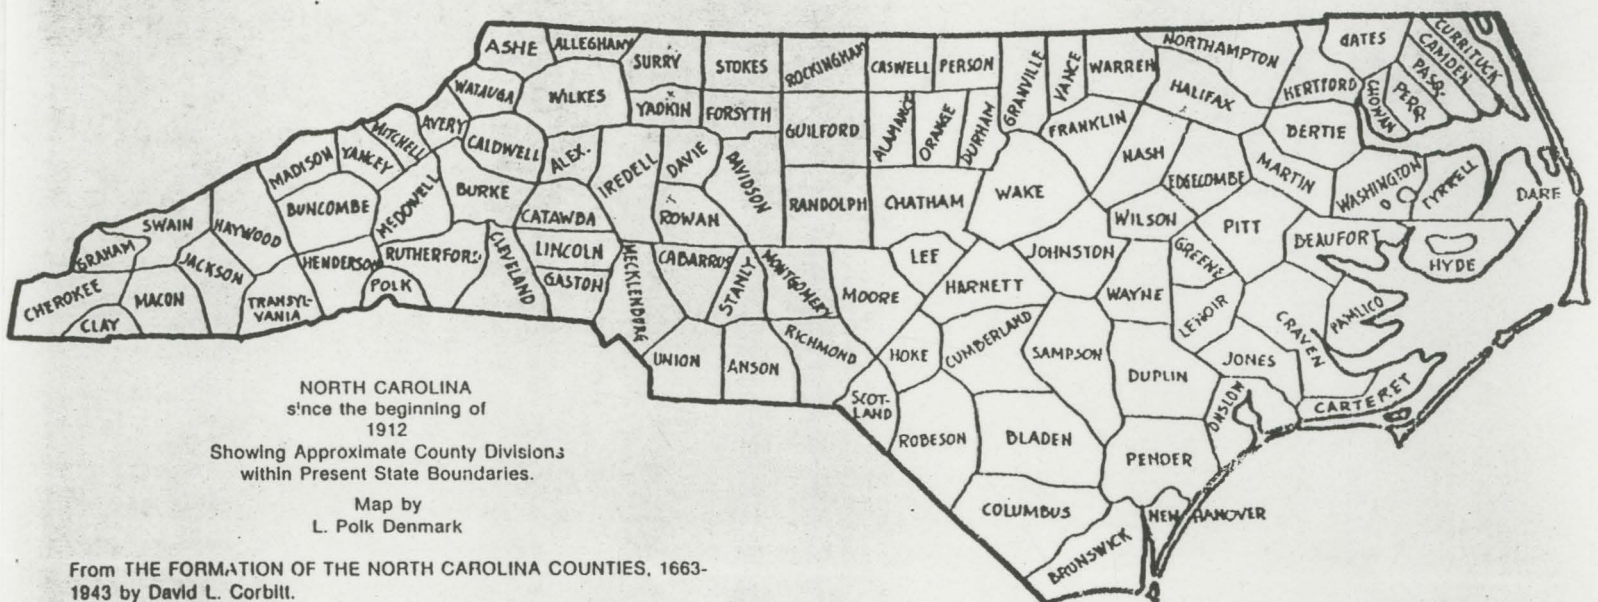 ASHE
ALLEGHANY
SURRY
STOKES
ROCKINGHAM
CASWELL
PERSON
GRANVILLE
VANCE
WARREN
NORTHAMPTON
GATES
CURRITUCK
CAMDEN
PASQ.
PERQ.
CHOWAN
HERTFORD
HALIFAX
WATAUGA
WILKES
YADKIN
FORSYTH
GUILFORD
ALAMANCE
ORANGE
DURHAM
FRANKLIN
BERTIE
MITCHELL
AVERY
CALDWELL
ALEX.
IREDELL
DAVIE
DAVIDSON
NASH
EDGECOMBE
MARTIN
WASHINGTON
TYRRELL
DARE
MADISON
YANCEY
McDOWELL
BURKE
CATAWBA
ROWAN
RANDOLPH
CHATHAM
WAKE
WILSON
PITT
BEAUFORT
HYDE
SWAIN
HAYWOOD
BUNCOMBE
GRAHAM
JACKSON
HENDERSON
RUTHERFORD
CLEVELAND
LINCOLN
GASTON
MECKLENBURG
CABARRUS
STANLY
MONTGOMERY
MOORE
LEE
HARNETT
JOHNSTON
GREENE
WAYNE
LENOIR
CRAVEN
PAMLICO
CHEROKEE
CLAY
MACON
TRANSYL-
VANIA
POLK
UNION
ANSON
RICHMOND
HOKE
CUMBERLAND
SAMPSON
DUPLIN
JONES
ONSLOW
CARTERET
SCOT-
LAND
ROBESON
BLADEN
PENDER
COLUMBUS
NEW HANOVER
BRUNSWICK
NORTH CAROLINA
since the beginning of
1912
Showing Approximate County Divisions
within Present State Boundaries.
Map by
L. Polk Denmark
From THE FORMATION OF THE NORTH CAROLINA COUNTIES, 1663-
1943 by David L. Corbitt.